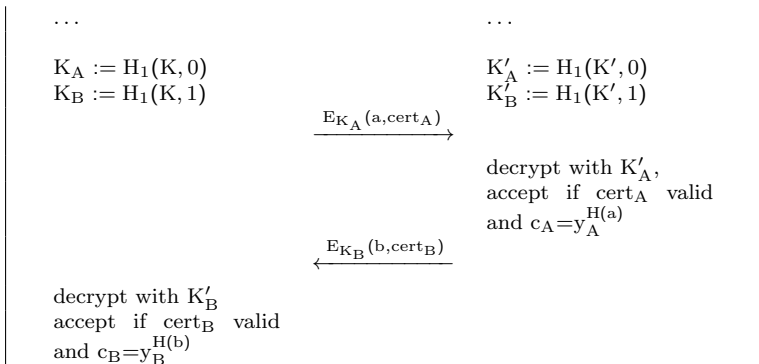 ... ...
K_A := H_1(K, 0) K′_A := H_1(K′, 0)
K_B := H_1(K, 1) K′_B := H_1(K′, 1)
E_{K_A}(a,cert_A)
decrypt with K′_A,
accept if cert_A valid
and c_A=y_A^{H(a)}
E_{K_B}(b,cert_B)
decrypt with K′_B
accept if cert_B valid
and c_B=y_B^{H(b)}